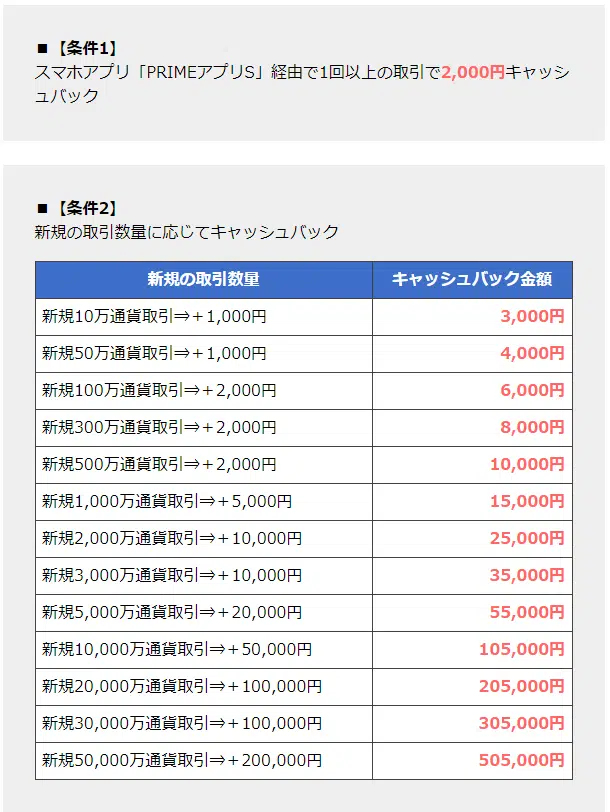 ■【条件1】
スマホアプリ「PRIMEアプリS」経由で1回以上の取引で2,000円キャッシ
ュバック
■【条件2】
新規の取引数量に応じてキャッシュバック
新規の取引数量 キャッシュバック金額
新規10万通貨取引⇒＋1,000円 3,000円
新規50万通貨取引⇒＋1,000円 4,000円
新規100万通貨取引⇒＋2,000円 6,000円
新規300万通貨取引⇒＋2,000円 8,000円
新規500万通貨取引⇒＋2,000円 10,000円
新規1,000万通貨取引⇒＋5,000円 15,000円
新規2,000万通貨取引⇒＋10,000円 25,000円
新規3,000万通貨取引⇒＋10,000円 35,000円
新規5,000万通貨取引⇒＋20,000円 55,000円
新規10,000万通貨取引⇒＋50,000円 105,000円
新規20,000万通貨取引⇒＋100,000円 205,000円
新規30,000万通貨取引⇒＋100,000円 305,000円
新規50,000万通貨取引⇒＋200,000円 505,000円